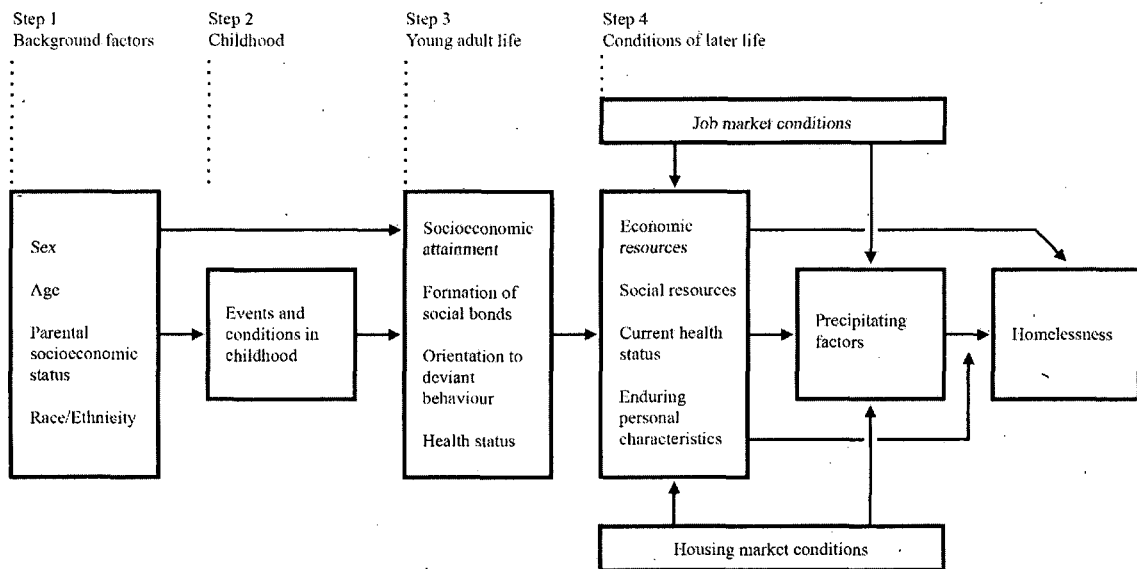 Step 1
Background factors
Step 2
Childhood
Step 3
Young adult life
Step 4
Conditions of later life
Job market conditions
Sex
Age
Parental
socioeconomic
status
Race/Ethnicity
Events and
conditions in
childhood
Socioeconomic
attainment
Formation of
social bonds
Orientation to
deviant
behaviour
Health status
Economic
resources
Social resources
Current health
status
Enduring
personal
characteristics
Precipitating
factors
Homelessness
Housing market conditions